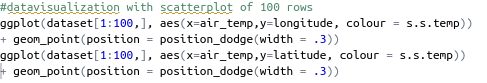 #datavisualization with scatterplot of 100 rows
ggplot(dataset[1:100,], aes(x=air_temp,y=longitude, colour = s.s.temp))
+ geom_point(position = position_dodge(width = .3))
ggplot(dataset[1:100,], aes(x=air_temp,y=latitude, colour = s.s.temp))
+ geom_point(position = position_dodge(width = .3))